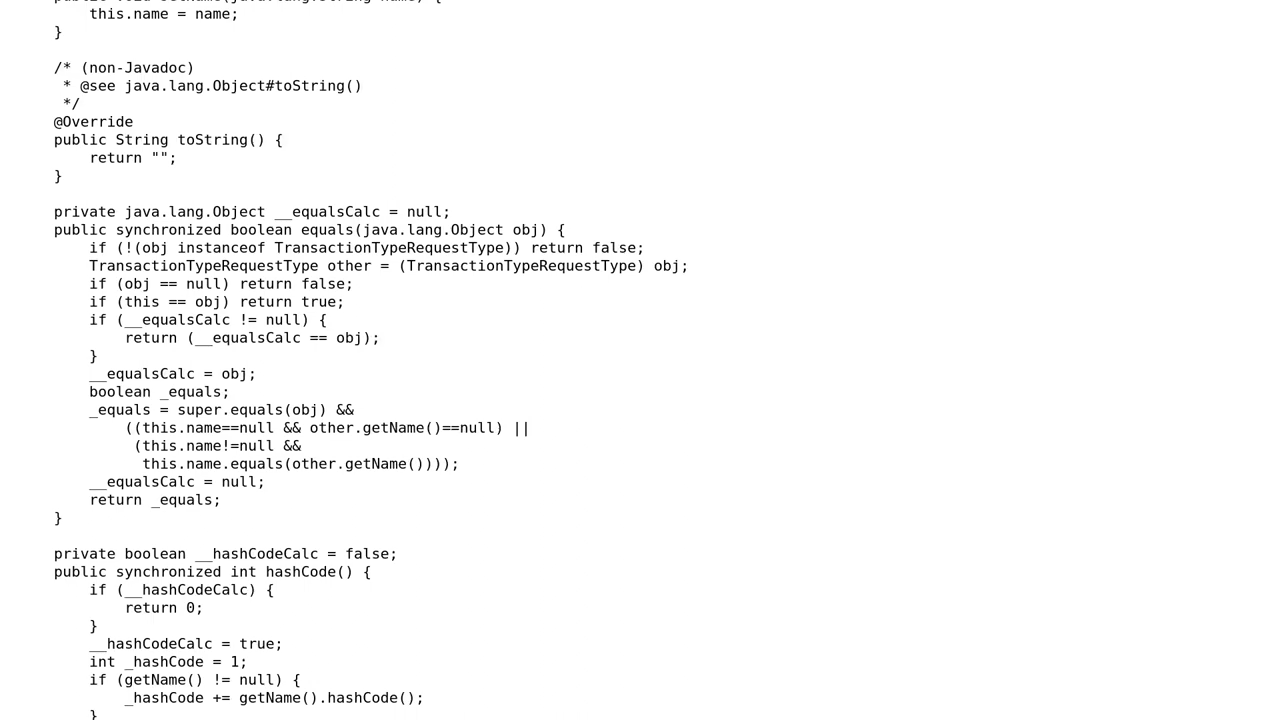 this.name = name;
}
/* (non-Javadoc)
* @see java.lang.Object#toString()
*/
@Override
public String toString() {
return "";
}
private java.lang.Object __equalsCalc = null;
public synchronized boolean equals(java.lang.Object obj) {
if (!(obj instanceof TransactionTypeRequestType)) return false;
TransactionTypeRequestType other = (TransactionTypeRequestType) obj;
if (obj == null) return false;
if (this == obj) return true;
if (__equalsCalc != null) {
return (__equalsCalc == obj);
}
__equalsCalc = obj;
boolean _equals;
_equals = super.equals(obj) &&
((this.name==null && other.getName()==null) ||
(this.name!=null &&
this.name.equals(other.getName())));
__equalsCalc = null;
return _equals;
}
private boolean __hashCodeCalc = false;
public synchronized int hashCode() {
if (__hashCodeCalc) {
return 0;
}
__hashCodeCalc = true;
int _hashCode = 1;
if (getName() != null) {
_hashCode += getName().hashCode();
}